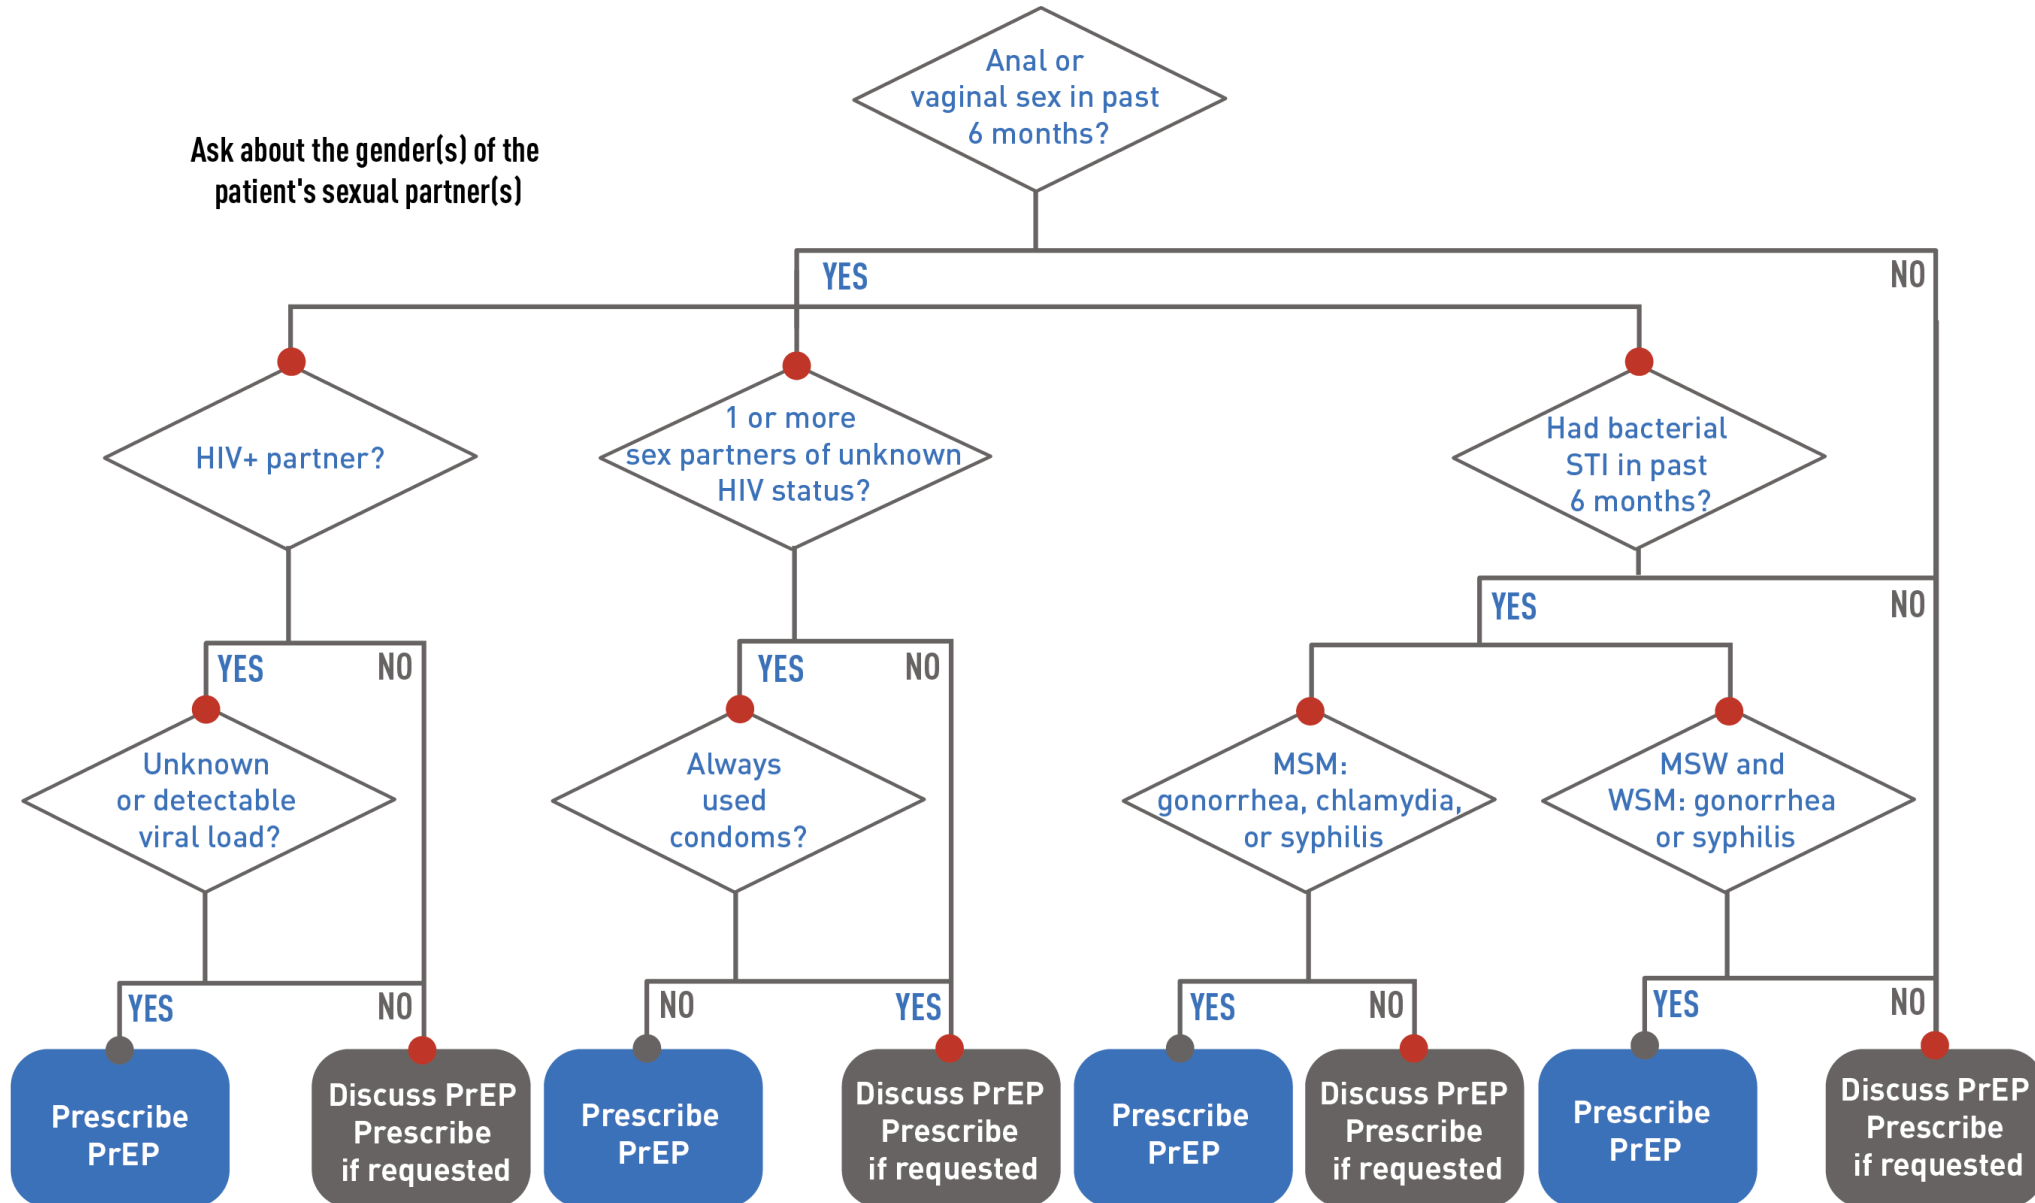 Anal or
vaginal sex in past
6 months?
Ask about the gender(s) of the
patient's sexual partner(s)
YES
NO
HIV+ partner?
1 or more
sex partners of unknown
HIV status?
Had bacterial
STI in past
6 months?
YES
NO
YES
NO
YES
NO
Unknown
or detectable
viral load?
Always
used
condoms?
MSM:
gonorrhea, chlamydia,
or syphilis
MSW and
WSM: gonorrhea
or syphilis
YES
NO
NO
YES
YES
NO
YES
NO
Prescribe
PrEP
Discuss PrEP
Prescribe
if requested
Prescribe
PrEP
Discuss PrEP
Prescribe
if requested
Prescribe
PrEP
Discuss PrEP
Prescribe
if requested
Prescribe
PrEP
Discuss PrEP
Prescribe
if requested